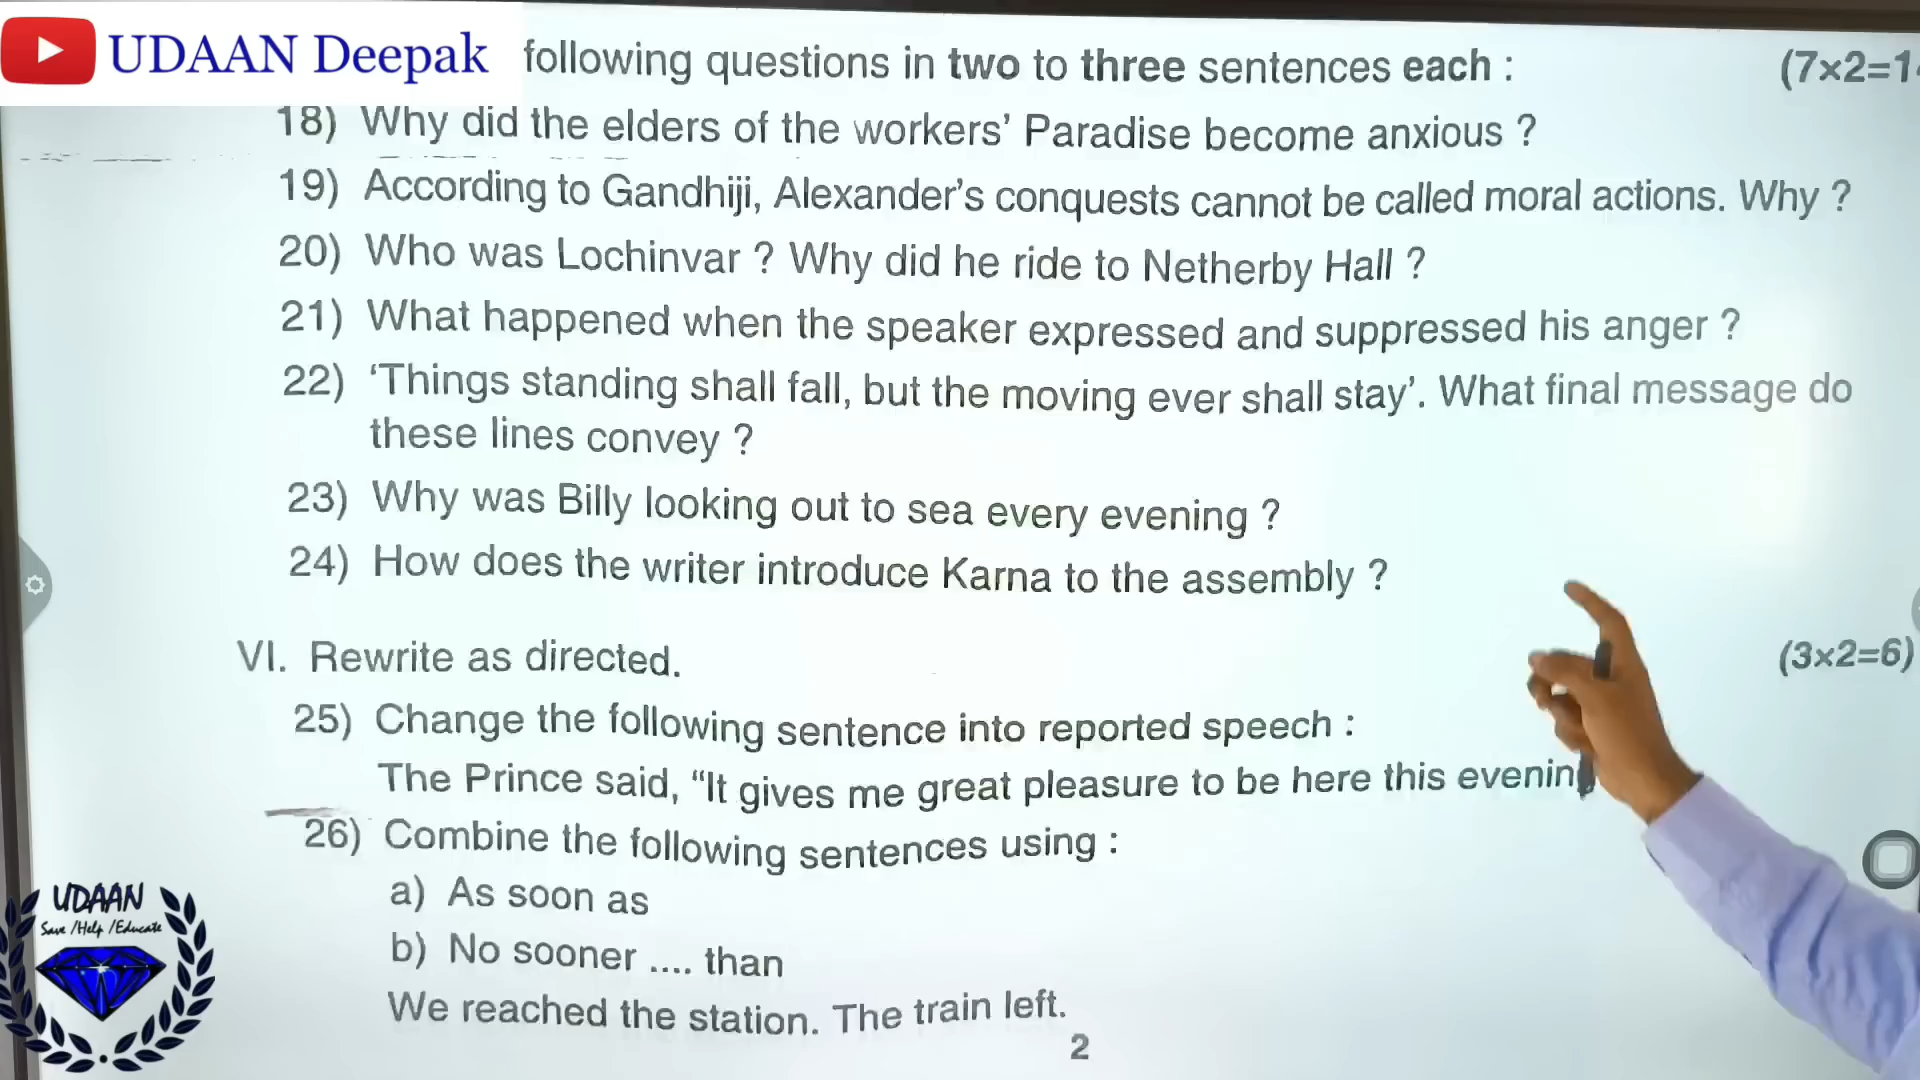 UDAAN Deepak following questions in two to three sentences each : (7×2=1
18) Why did the elders of the workers' Paradise become anxious ?
19) According to Gandhiji, Alexander's conquests cannot be called moral actions. Why ?
20) Who was Lochinvar ? Why did he ride to Netherby Hall ?
21) What happened when the speaker expressed and suppressed his anger ?
22) 'Things standing shall fall, but the moving ever shall stay'. What final message do
these lines convey ?
23) Why was Billy looking out to sea every evening ?
24) How does the writer introduce Karna to the assembly ?
VI. Rewrite as directed. (3×2=6)
25) Change the following sentence into reported speech :
The Prince said, “It gives me great pleasure to be here this evenin
26) Combine the following sentences using :
a) As soon as
b) No sooner .... than
We reached the station. The train left.
2
UDAAN
Save /Help /Educate